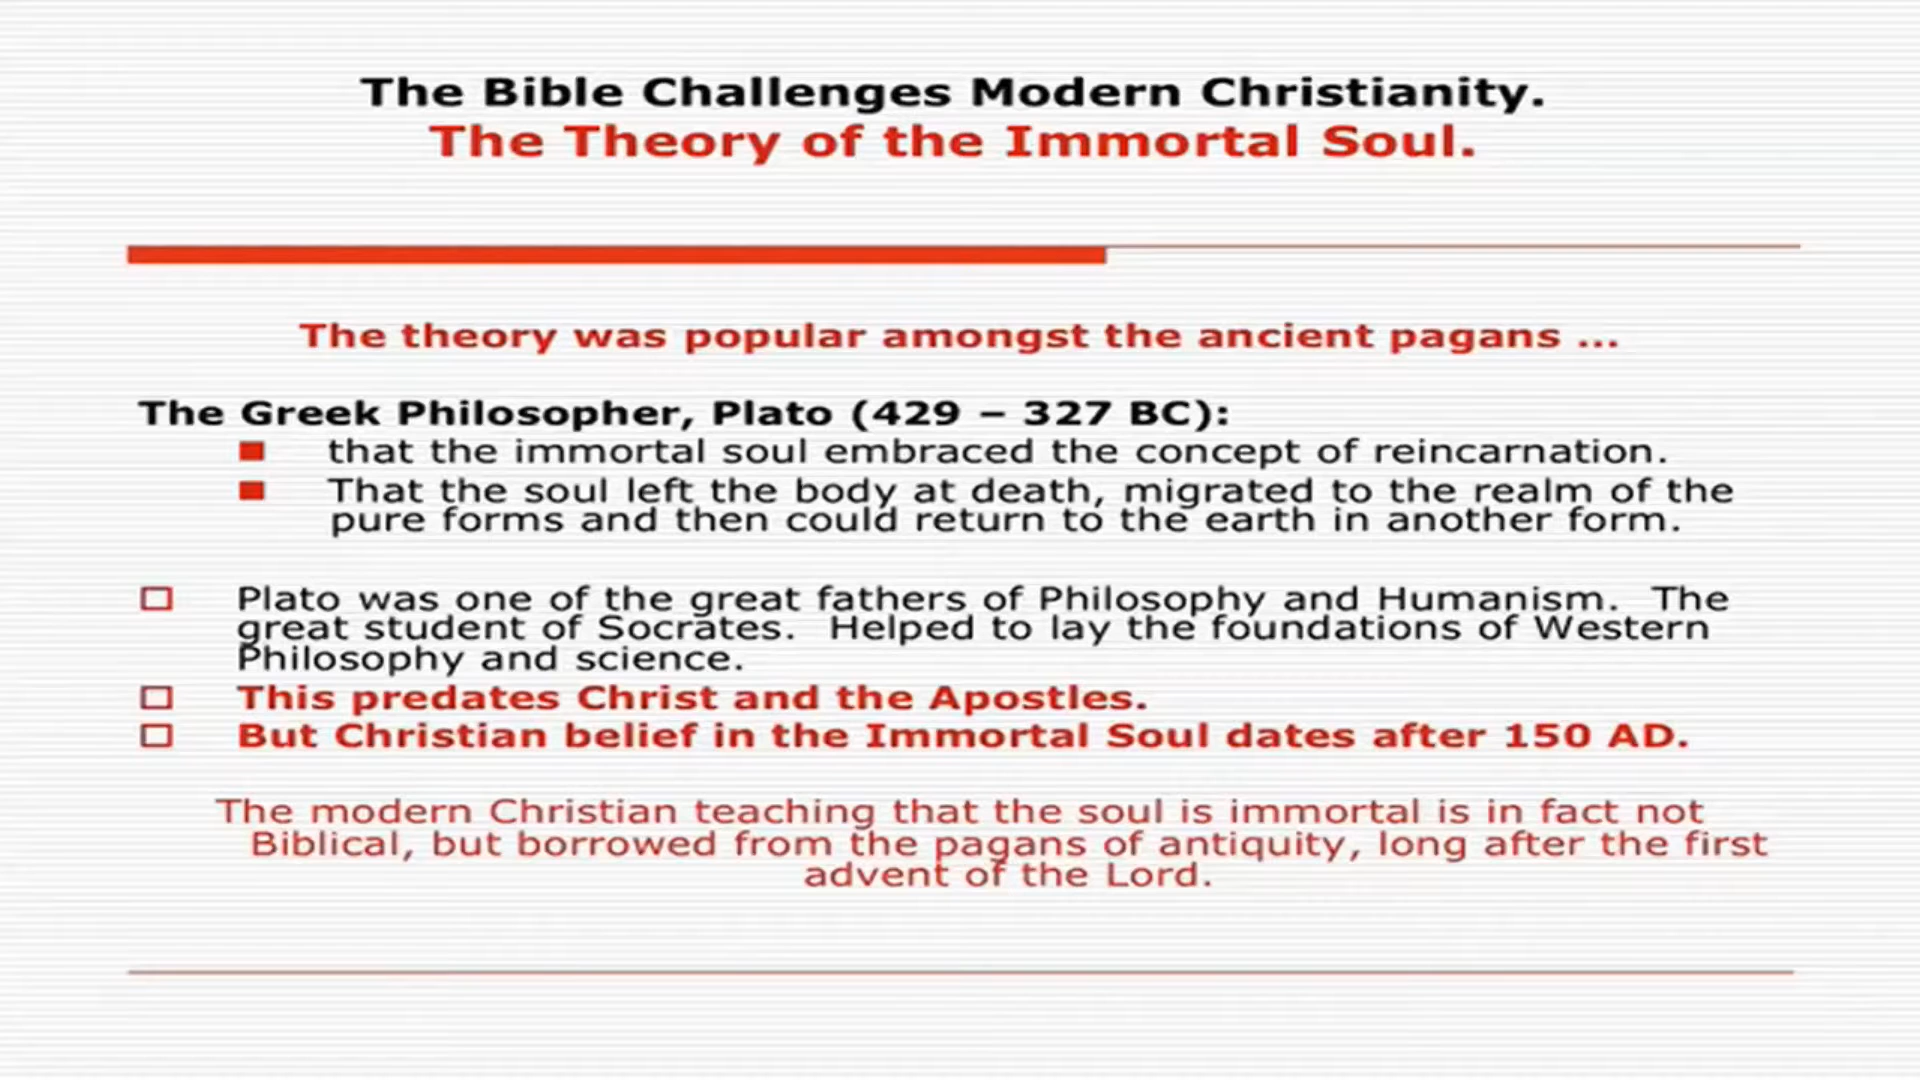 The Bible Challenges Modern Christianity.
The Theory of the Immortal Soul.
The theory was popular amongst the ancient pagans ...
The Greek Philosopher, Plato (429 – 327 BC):
that the immortal soul embraced the concept of reincarnation.
That the soul left the body at death, migrated to the realm of the
pure forms and then could return to the earth in another form.
Plato was one of the great fathers of Philosophy and Humanism. The
great student of Socrates. Helped to lay the foundations of Western
Philosophy and science.
This predates Christ and the Apostles.
But Christian belief in the Immortal Soul dates after 150 AD.
The modern Christian teaching that the soul is immortal is in fact not
Biblical, but borrowed from the pagans of antiquity, long after the first
advent of the Lord.